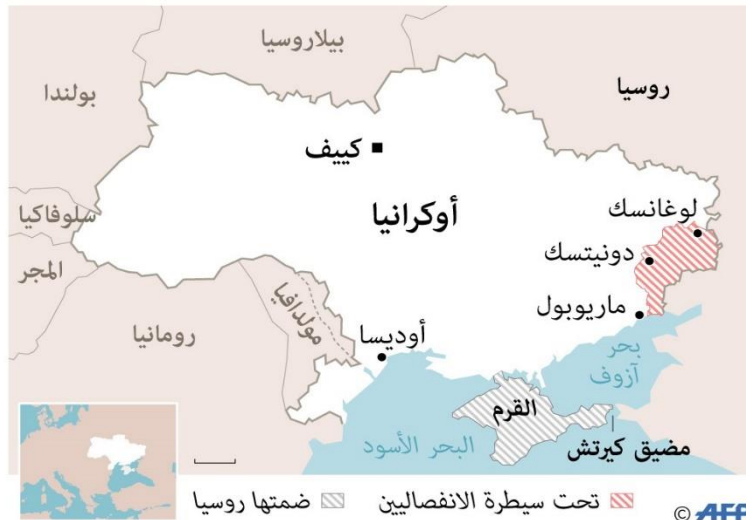 بيلاروسيا
بولندا
روسيا
كييف
سلوفاكيا
أوكرانيا
لوغانسك
دونيتسك
المجر
مولدافيا
رومانيا
أوديسا
ماريوبول
بحر
آزوف
القرم
البحر الأسود
مضيق كيرتش
تحت سيطرة الانفصاليين
ضمتها روسيا
© AFP